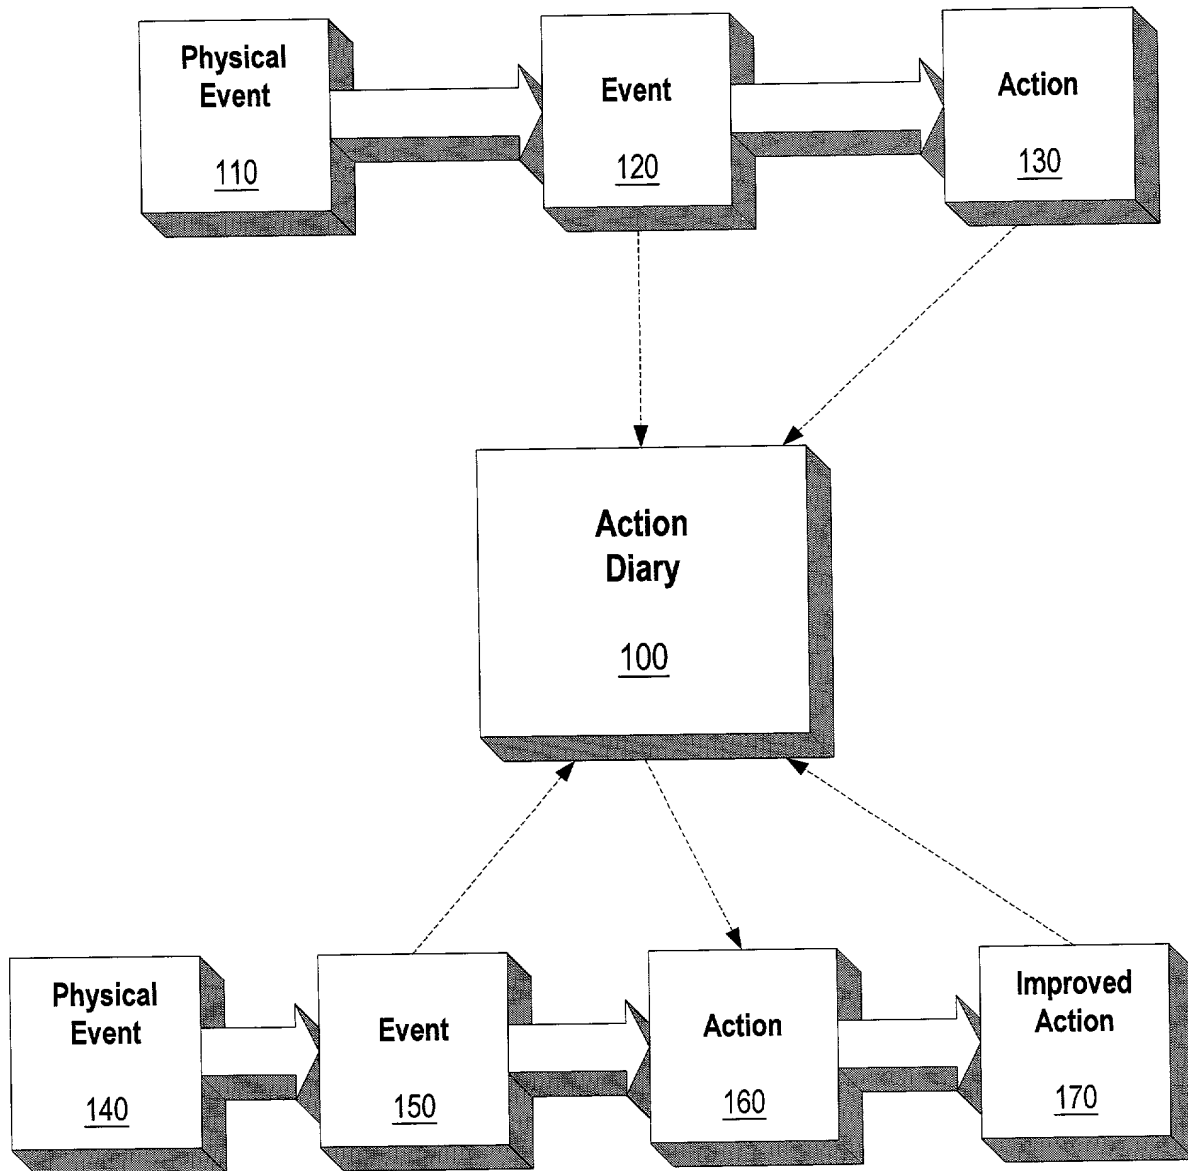 Physical
Event
110
Event
120
Action
130
Action
Diary
100
Physical
Event
140
Event
150
Action
160
Improved
Action
170